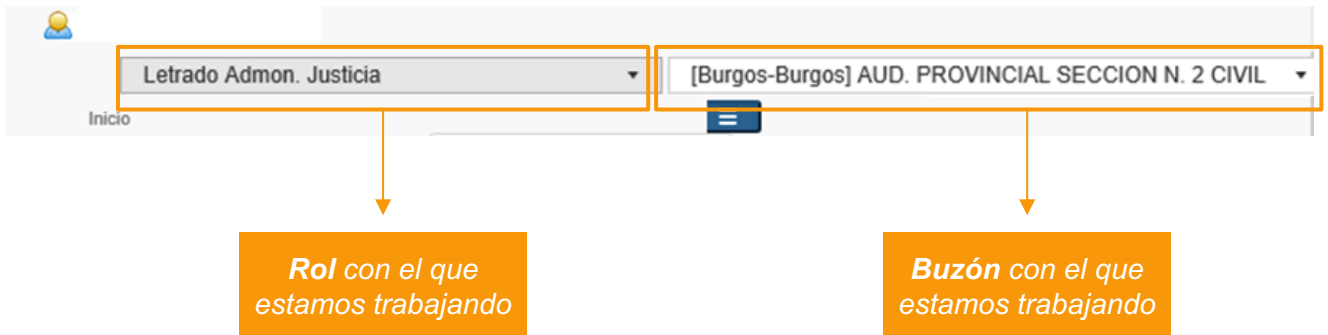 Letrado Admon. Justicia
[Burgos-Burgos] AUD. PROVINCIAL SECCION N. 2 CIVIL
Inicio
Rol con el que
estamos trabajando
Buzón con el que
estamos trabajando